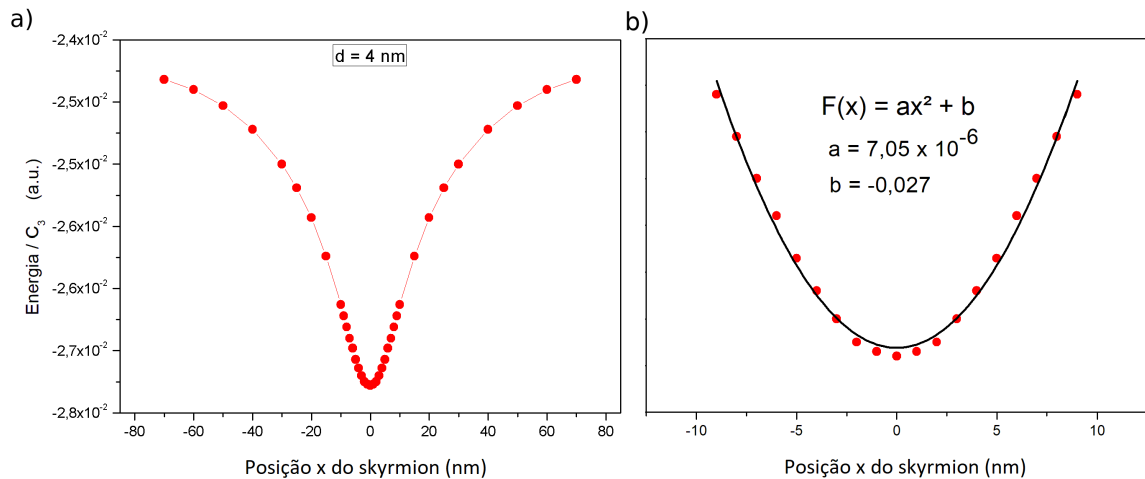 a)
d = 4 nm
-2,4x10⁻²
-2,5x10⁻²
-2,5x10⁻²
-2,6x10⁻²
-2,6x10⁻²
-2,7x10⁻²
-2,8x10⁻²
Energia / C₃ (a.u.)
-80 -60 -40 -20 0 20 40 60 80
Posição x do skyrmion (nm)
b)
F(x) = ax² + b
a = 7,05 x 10⁻⁶
b = -0,027
-10 -5 0 5 10
Posição x do skyrmion (nm)